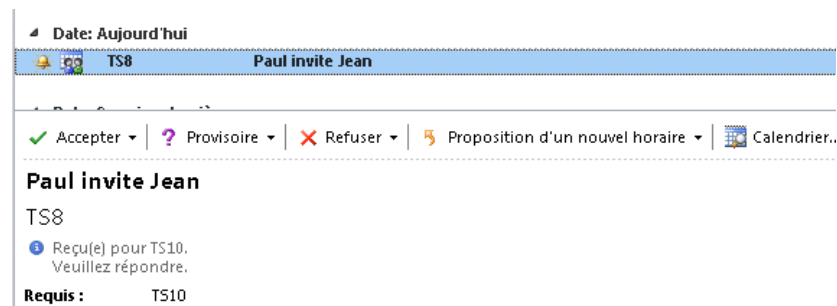 Date: Aujourd'hui
TS8 Paul invite Jean
Accepter Provisoire Refuser Proposition d'un nouvel horaire Calendrier...
Paul invite Jean
TS8
Reçu(e) pour TS10.
Veuillez répondre.
Requis : TS10